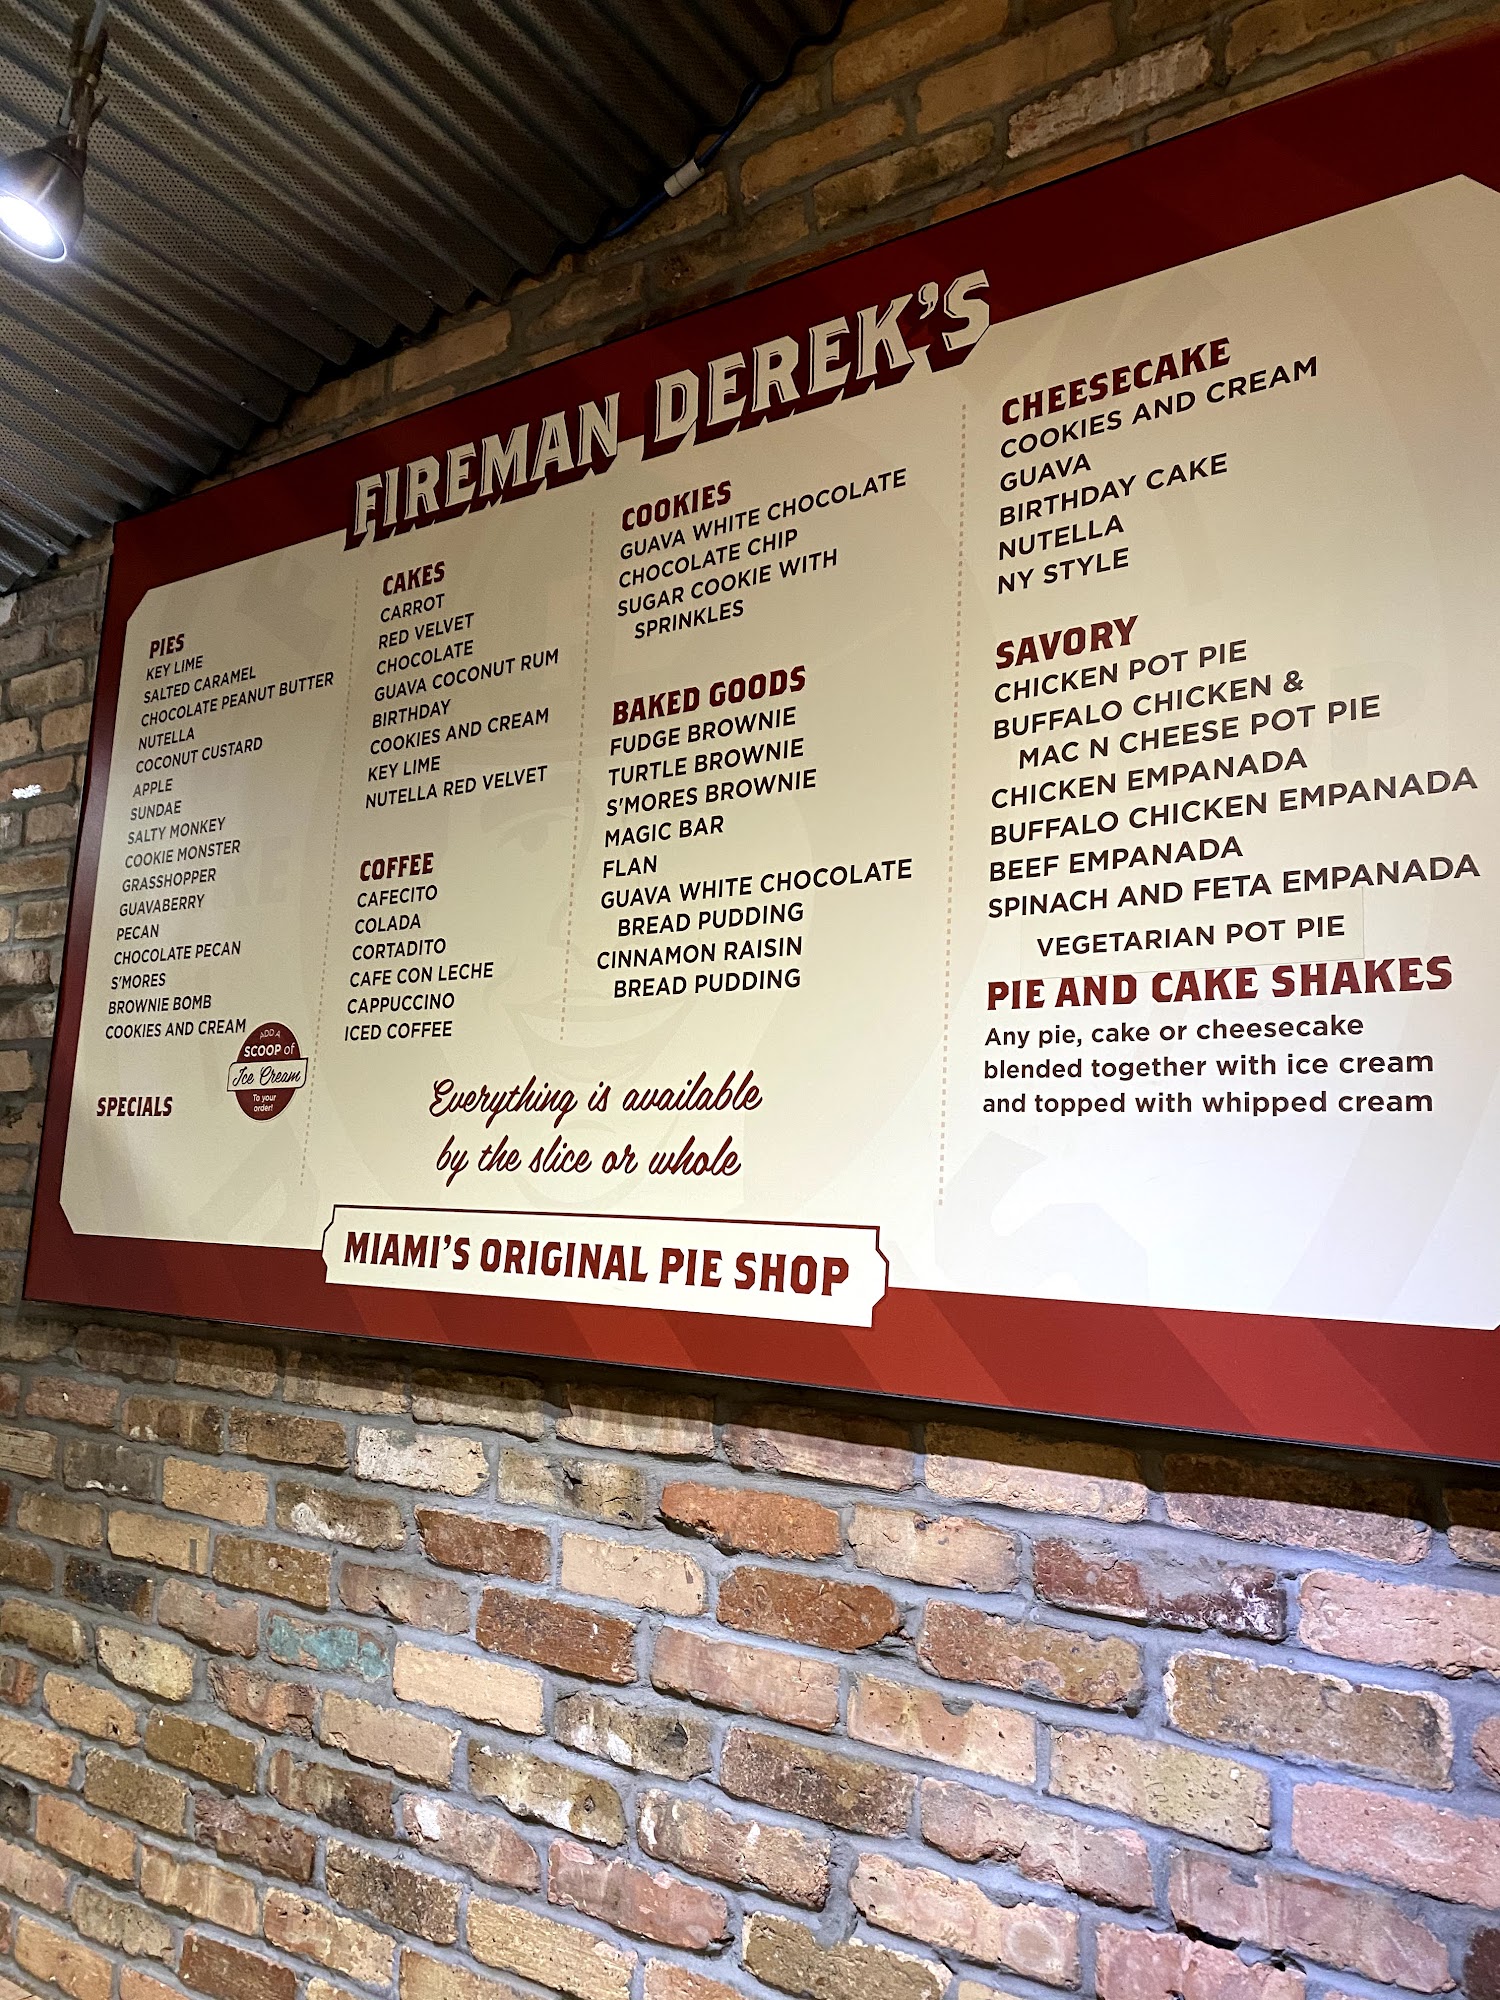 FIREMAN DEREK'S
PIES
KEY LIME
SALTED CARAMEL
CHOCOLATE PEANUT BUTTER
NUTELLA
COCONUT CUSTARD
APPLE
SUNDAE
SALTY MONKEY
COOKIE MONSTER
GRASSHOPPER
GUAVABERRY
PECAN
CHOCOLATE PECAN
S'MORES
BROWNIE BOMB
COOKIES AND CREAM
ADD A
SCOOP of
Ice Cream
To your
order!
SPECIALS
CAKES
CARROT
RED VELVET
CHOCOLATE
GUAVA COCONUT RUM
BIRTHDAY
COOKIES AND CREAM
KEY LIME
NUTELLA RED VELVET
COFFEE
CAFECITO
COLADA
CORTADITO
CAFE CON LECHE
CAPPUCCINO
ICED COFFEE
COOKIES
GUAVA WHITE CHOCOLATE
CHOCOLATE CHIP
SUGAR COOKIE WITH
SPRINKLES
BAKED GOODS
FUDGE BROWNIE
TURTLE BROWNIE
S'MORES BROWNIE
MAGIC BAR
FLAN
GUAVA WHITE CHOCOLATE
BREAD PUDDING
CINNAMON RAISIN
BREAD PUDDING
Everything is available
by the slice or whole
CHEESECAKE
COOKIES AND CREAM
GUAVA
BIRTHDAY CAKE
NUTELLA
NY STYLE
SAVORY
CHICKEN POT PIE
BUFFALO CHICKEN &
MAC N CHEESE POT PIE
CHICKEN EMPANADA
BUFFALO CHICKEN EMPANADA
BEEF EMPANADA
SPINACH AND FETA EMPANADA
VEGETARIAN POT PIE
PIE AND CAKE SHAKES
Any pie, cake or cheesecake
blended together with ice cream
and topped with whipped cream
MIAMI'S ORIGINAL PIE SHOP